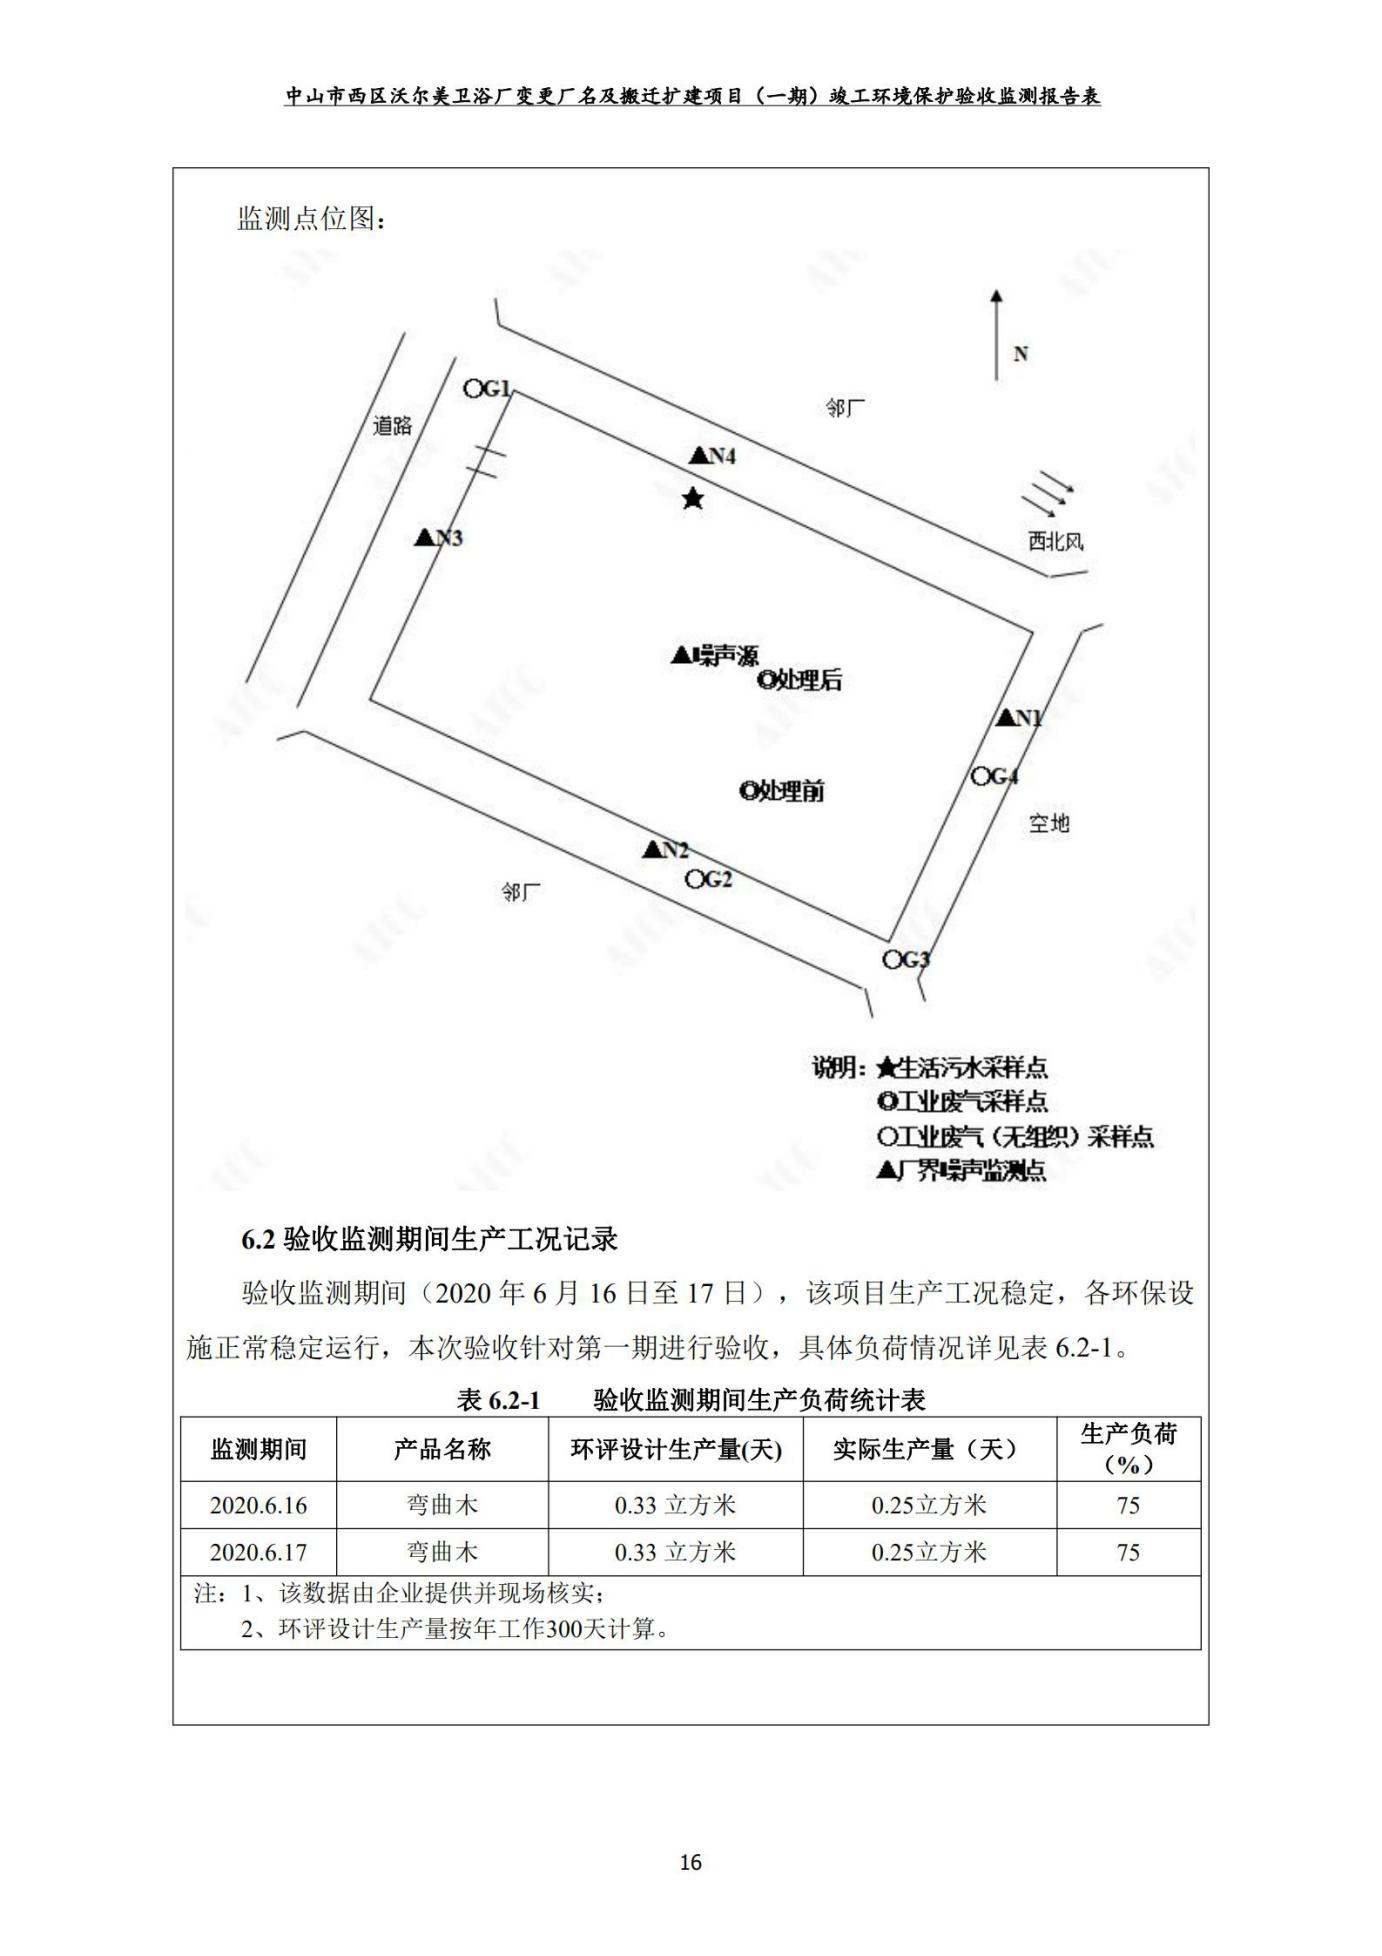 中山市西区沃尔美卫浴厂变更厂名及搬迁扩建项目（一期）竣工环境保护验收监测报告表
监测点位图：
N
○G1
邻厂
道路
▲N4
★
▲N3
西北风
▲噪声源
◎处理后
▲N1
○G4
◎处理前
空地
▲N2
○G2
邻厂
○G3
说明：★生活污水采样点
◎工业废气采样点
○工业废气（无组织）采样点
▲厂界噪声监测点
6.2 验收监测期间生产工况记录
验收监测期间（2020 年 6 月 16 日至 17 日），该项目生产工况稳定，各环保设
施正常稳定运行，本次验收针对第一期进行验收，具体负荷情况详见表 6.2-1。
表 6.2-1 验收监测期间生产负荷统计表
监测期间 产品名称 环评设计生产量(天) 实际生产量（天） 生产负荷（%）
2020.6.16 弯曲木 0.33 立方米 0.25立方米 75
2020.6.17 弯曲木 0.33 立方米 0.25立方米 75
注：1、该数据由企业提供并现场核实；
2、环评设计生产量按年工作300天计算。
16